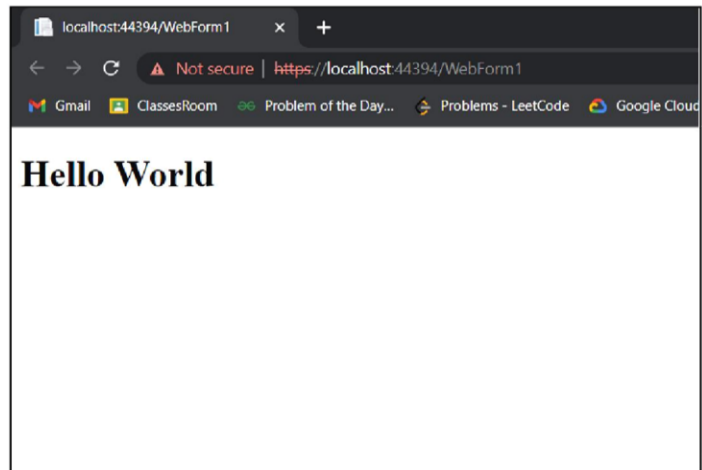 localhost:44394/WebForm1
Not secure | https://localhost:44394/WebForm1
Gmail ClassesRoom Problem of the Day... Problems - LeetCode Google Cloud
Hello World